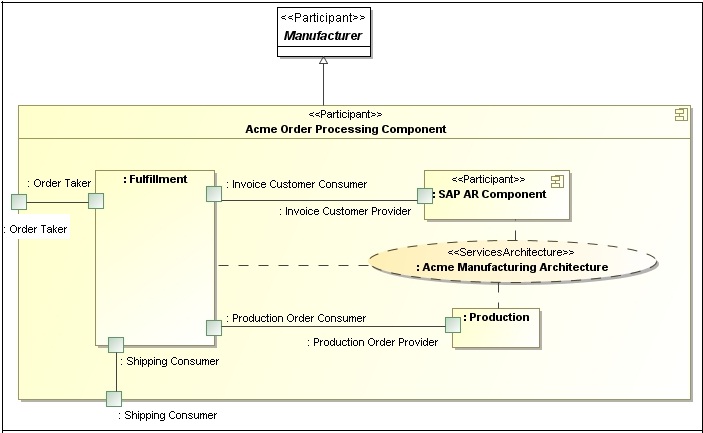 <<Participant>>
Manufacturer
<<Participant>>
Acme Order Processing Component
: Order Taker
: Fulfillment
: Invoice Customer Consumer
<<Participant>>
: SAP AR Component
: Invoice Customer Provider
: Order Taker
<<ServicesArchitecture>>
: Acme Manufacturing Architecture
: Production Order Consumer
: Production
: Production Order Provider
: Shipping Consumer
: Shipping Consumer